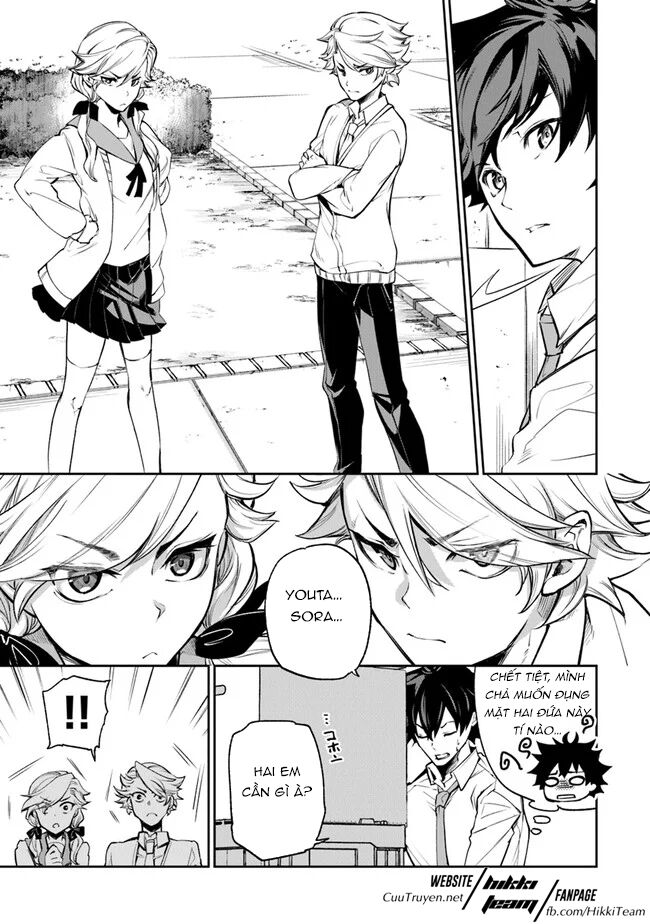 YOUTA...
SORA...
CHẾT TIỆT, MÌNH
CHẢ MUỐN ĐỤNG
MẶT HAI ĐỨA NÀY
TÍ NÀO...
コホン
HAI EM
CẦN GÌ À?
!!
WEBSITE
CuuTruyen.net
hikki
team
FANPAGE
fb.com/HikkiTeam